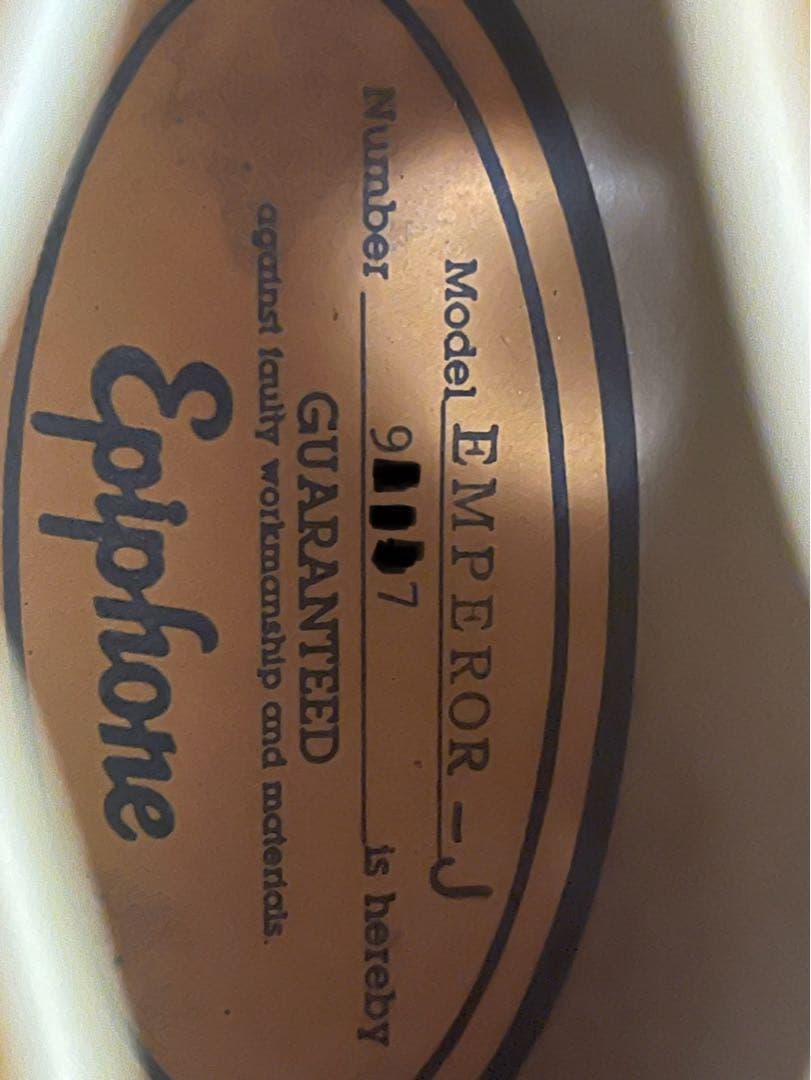 Model EMPEROR-J
Number 9 7 is hereby
GUARANTEED
against faulty workmanship and materials.
Epiphone